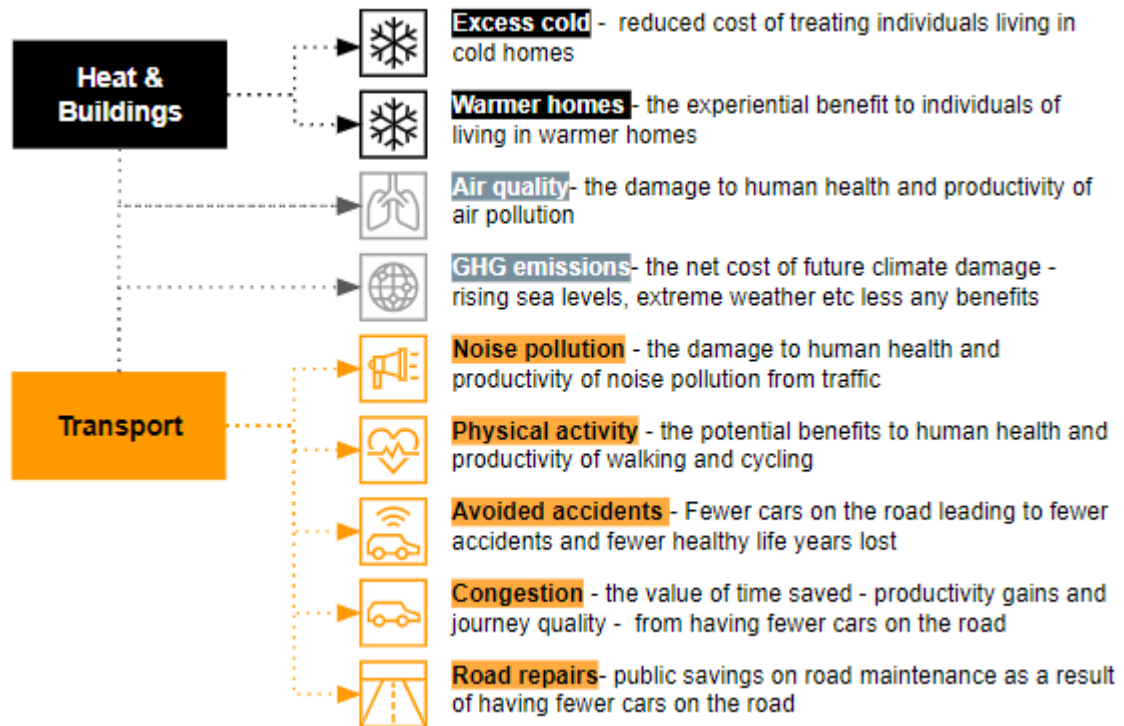 Heat &
Buildings
Excess cold - reduced cost of treating individuals living in
cold homes
Warmer homes - the experiential benefit to individuals of
living in warmer homes
Air quality- the damage to human health and productivity of
air pollution
GHG emissions- the net cost of future climate damage -
rising sea levels, extreme weather etc less any benefits
Transport
Noise pollution - the damage to human health and
productivity of noise pollution from traffic
Physical activity - the potential benefits to human health and
productivity of walking and cycling
Avoided accidents - Fewer cars on the road leading to fewer
accidents and fewer healthy life years lost
Congestion - the value of time saved - productivity gains and
journey quality - from having fewer cars on the road
Road repairs- public savings on road maintenance as a result
of having fewer cars on the road